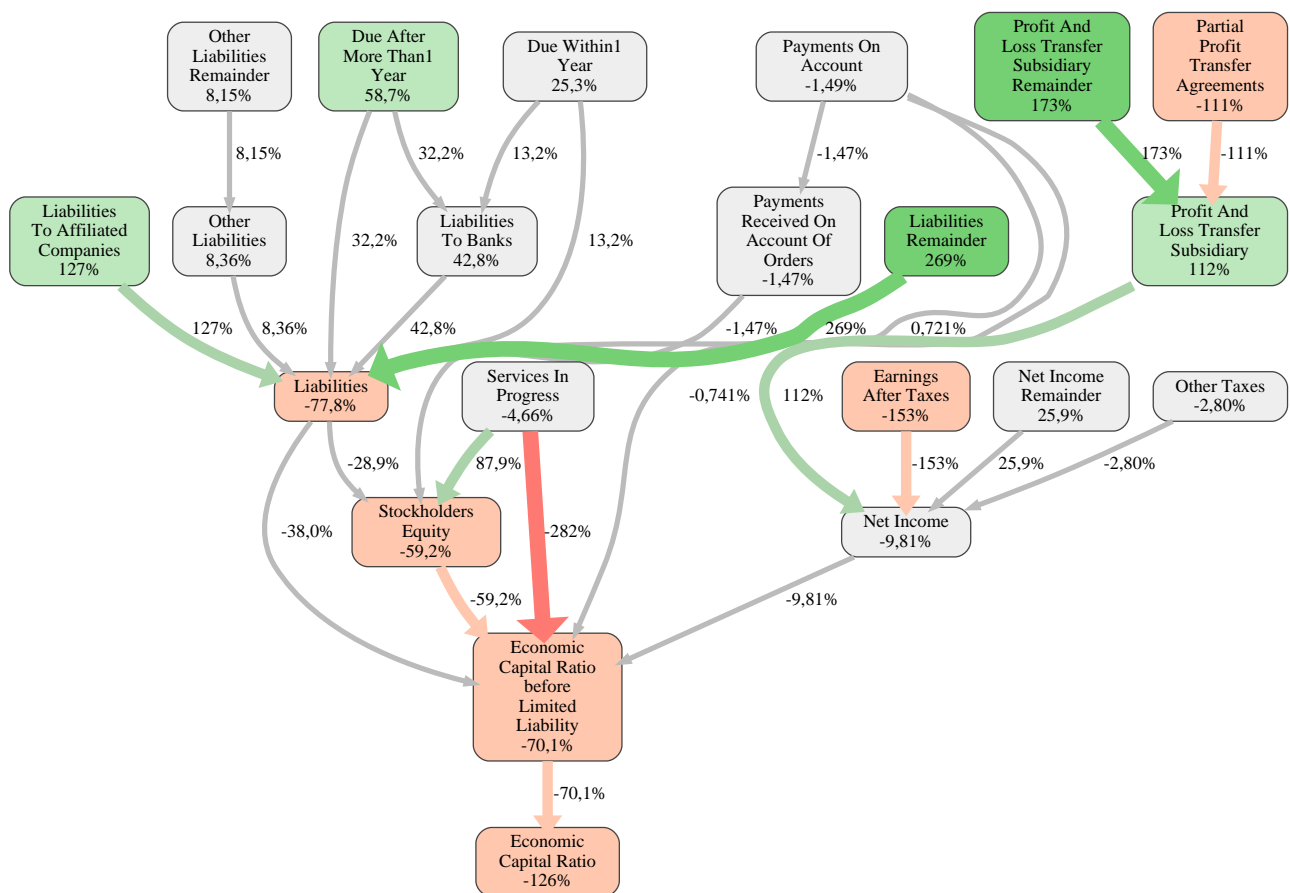 Other
Liabilities
Remainder
8,15%
Due After
More Than1
Year
58,7%
Due Within1
Year
25,3%
Payments On
Account
-1,49%
Profit And
Loss Transfer
Subsidiary
Remainder
173%
Partial
Profit
Transfer
Agreements
-111%
8,15%
32,2%
13,2%
-1,47%
173%
-111%
Liabilities
To Affiliated
Companies
127%
Other
Liabilities
8,36%
32,2%
Liabilities
To Banks
42,8%
13,2%
Payments
Received On
Account Of
Orders
-1,47%
Liabilities
Remainder
269%
Profit And
Loss Transfer
Subsidiary
112%
127%
8,36%
42,8%
-1,47%
269%
0,721%
Liabilities
-77,8%
Services In
Progress
-4,66%
-0,741%
112%
Earnings
After Taxes
-153%
Net Income
Remainder
25,9%
Other Taxes
-2,80%
-28,9%
87,9%
-153%
25,9%
-2,80%
-38,0%
Stockholders
Equity
-59,2%
-282%
Net Income
-9,81%
-59,2%
-9,81%
Economic
Capital Ratio
before
Limited
Liability
-70,1%
-70,1%
Economic
Capital Ratio
-126%